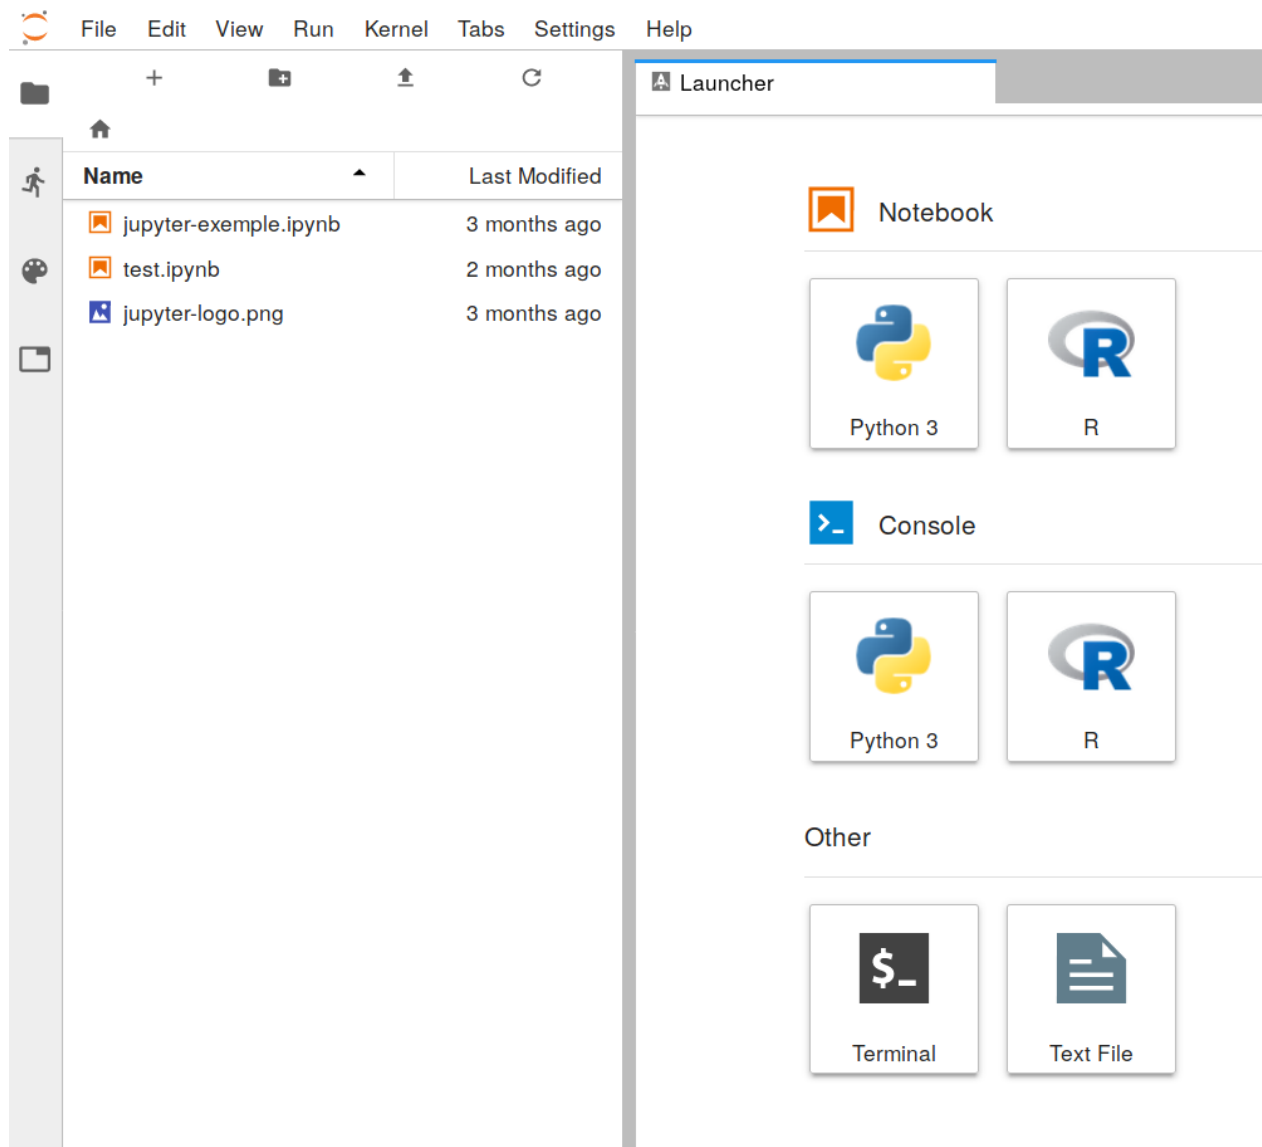 File Edit View Run Kernel Tabs Settings Help
Name Last Modified
jupyter-exemple.ipynb 3 months ago
test.ipynb 2 months ago
jupyter-logo.png 3 months ago
Launcher
Notebook
Python 3 R
Console
Python 3 R
Other
$_
Terminal Text File